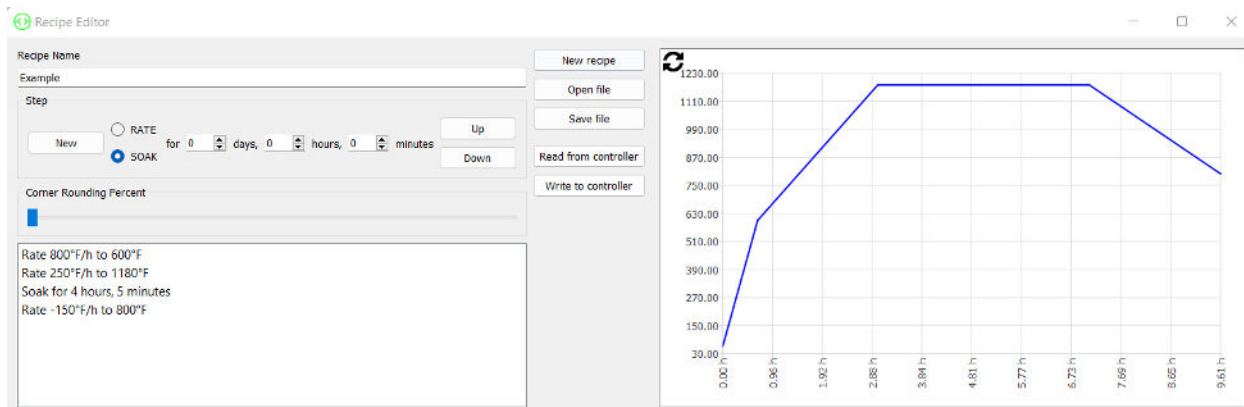 Recipe Editor
Recipe Name
Example
Step
New
RATE
SOAK
for 0 days, 0 hours, 0 minutes
Up
Down
Corner Rounding Percent
Rate 800°F/h to 600°F
Rate 250°F/h to 1180°F
Soak for 4 hours, 5 minutes
Rate -150°F/h to 800°F
New recipe
Open file
Save file
Read from controller
Write to controller
1230.00
1110.00
990.00
870.00
750.00
630.00
510.00
390.00
270.00
150.00
30.00
0.00 h
0.96 h
1.92 h
2.88 h
3.84 h
4.81 h
5.77 h
6.73 h
7.69 h
8.65 h
9.61 h